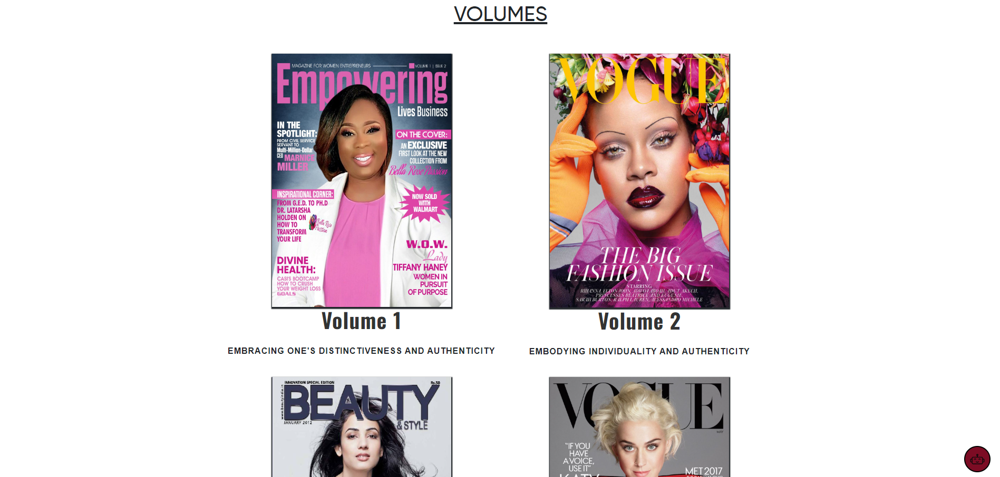 VOLUMES
MAGAZINE FOR WOMEN ENTREPRENEURS
VOLUME 1 | ISSUE 2
Empowering
Lives Business
IN THE
SPOTLIGHT:
FROM CIVIL SERVICE
SERVANT TO
Multi-Million-Dollar
CEO MARNICE
MILLER
ON THE COVER:
AN EXCLUSIVE
FIRST LOOK AT THE NEW
COLLECTION FROM
Bella Rose Passion
INSPIRATIONAL CORNER:
FROM G.E.D. TO PH.D
DR. LATARSHA
HOLDEN ON
HOW TO
TRANSFORM
YOUR LIFE
Bella Rose
Passion
NOW SOLD
WITH
WALMART
DIVINE
HEALTH:
CASI'S BOOTCAMP
HOW TO CRUSH
YOUR WEIGHT LOSS
GOALS
W.O.W.
Lady
TIFFANY HANEY
WOMEN IN
PURSUIT
OF PURPOSE
Volume 1
EMBRACING ONE'S DISTINCTIVENESS AND AUTHENTICITY
VOGUE
THE BIG
FASHION ISSUE
STARRING
RIHANNA, ELTON JOHN, ADWOA ABOAH, ADUT AKECH,
PRINCESSES BEATRICE AND EUGENIE,
SARAH BURTON, RALPH LAUREN, ALESSANDRO MICHELE
Volume 2
EMBODYING INDIVIDUALITY AND AUTHENTICITY
INNOVATION SPECIAL EDITION
Rs.50
www.beautyindia.in
BEAUTY
& STYLE
JANUARY 2012
VOGUE
MAY
"IF YOU
HAVE
A VOICE,
USE IT"
KATY
MET 2017